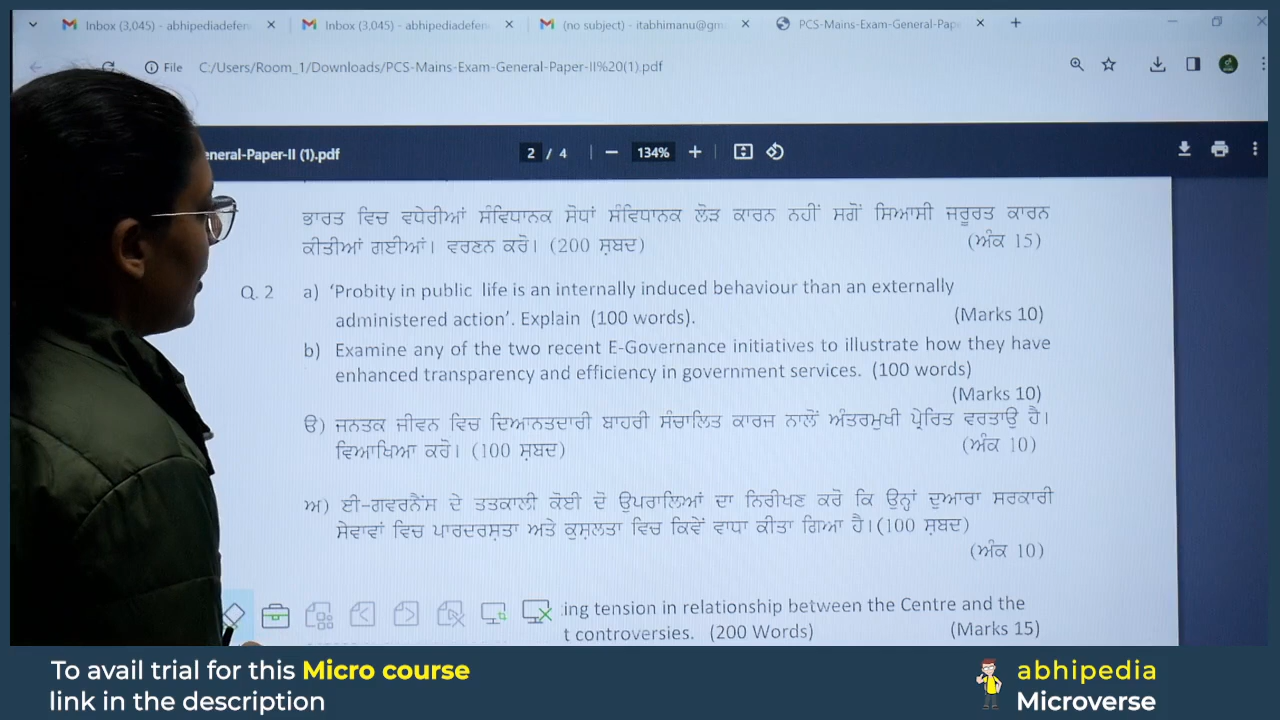 Inbox (3,045) - abhipediadefen
Inbox (3,045) - abhipediadefen
(no subject) - itabhimanu@gm
PCS-Mains-Exam-General-Pap
File
C:/Users/Room_1/Downloads/PCS-Mains-Exam-General-Paper-II%20(1).pdf
eneral-Paper-II (1).pdf
2 / 4
134%
ਭਾਰਤ ਵਿਚ ਵਧੇਰੀਆਂ ਸੰਵਿਧਾਨਕ ਸੋਧਾਂ ਸੰਵਿਧਾਨਕ ਲੋੜ ਕਾਰਨ ਨਹੀਂ ਸਗੋਂ ਸਿਆਸੀ ਜਰੂਰਤ ਕਾਰਨ
ਕੀਤੀਆਂ ਗਈਆਂ। ਵਰਣਨ ਕਰੋ। (200 ਸ਼ਬਦ) (ਅੰਕ 15)
Q. 2 a) ‘Probity in public life is an internally induced behaviour than an externally
administered action’. Explain (100 words). (Marks 10)
b) Examine any of the two recent E-Governance initiatives to illustrate how they have
enhanced transparency and efficiency in government services. (100 words)
(Marks 10)
ੳ) ਜਨਤਕ ਜੀਵਨ ਵਿਚ ਦਿਆਨਤਦਾਰੀ ਬਾਹਰੀ ਸੰਚਾਲਿਤ ਕਾਰਜ ਨਾਲੋਂ ਅੰਤਰਮੁਖੀ ਪ੍ਰੇਰਿਤ ਵਰਤਾਉ ਹੈ।
ਵਿਆਖਿਆ ਕਰੋ। (100 ਸ਼ਬਦ) (ਅੰਕ 10)
ਅ) ਈ-ਗਵਰਨੈਂਸ ਦੇ ਤਤਕਾਲੀ ਕੋਈ ਦੋ ਉਪਰਾਲਿਆਂ ਦਾ ਨਿਰੀਖਣ ਕਰੋ ਕਿ ਉਨ੍ਹਾਂ ਦੁਆਰਾ ਸਰਕਾਰੀ
ਸੇਵਾਵਾਂ ਵਿਚ ਪਾਰਦਰਸ਼ਤਾ ਅਤੇ ਕੁਸ਼ਲਤਾ ਵਿਚ ਕਿਵੇਂ ਵਾਧਾ ਕੀਤਾ ਗਿਆ ਹੈ। (100 ਸ਼ਬਦ)
(ਅੰਕ 10)
ing tension in relationship between the Centre and the
t controversies. (200 Words) (Marks 15)
To avail trial for this Micro course
link in the description
abhipedia
Microverse